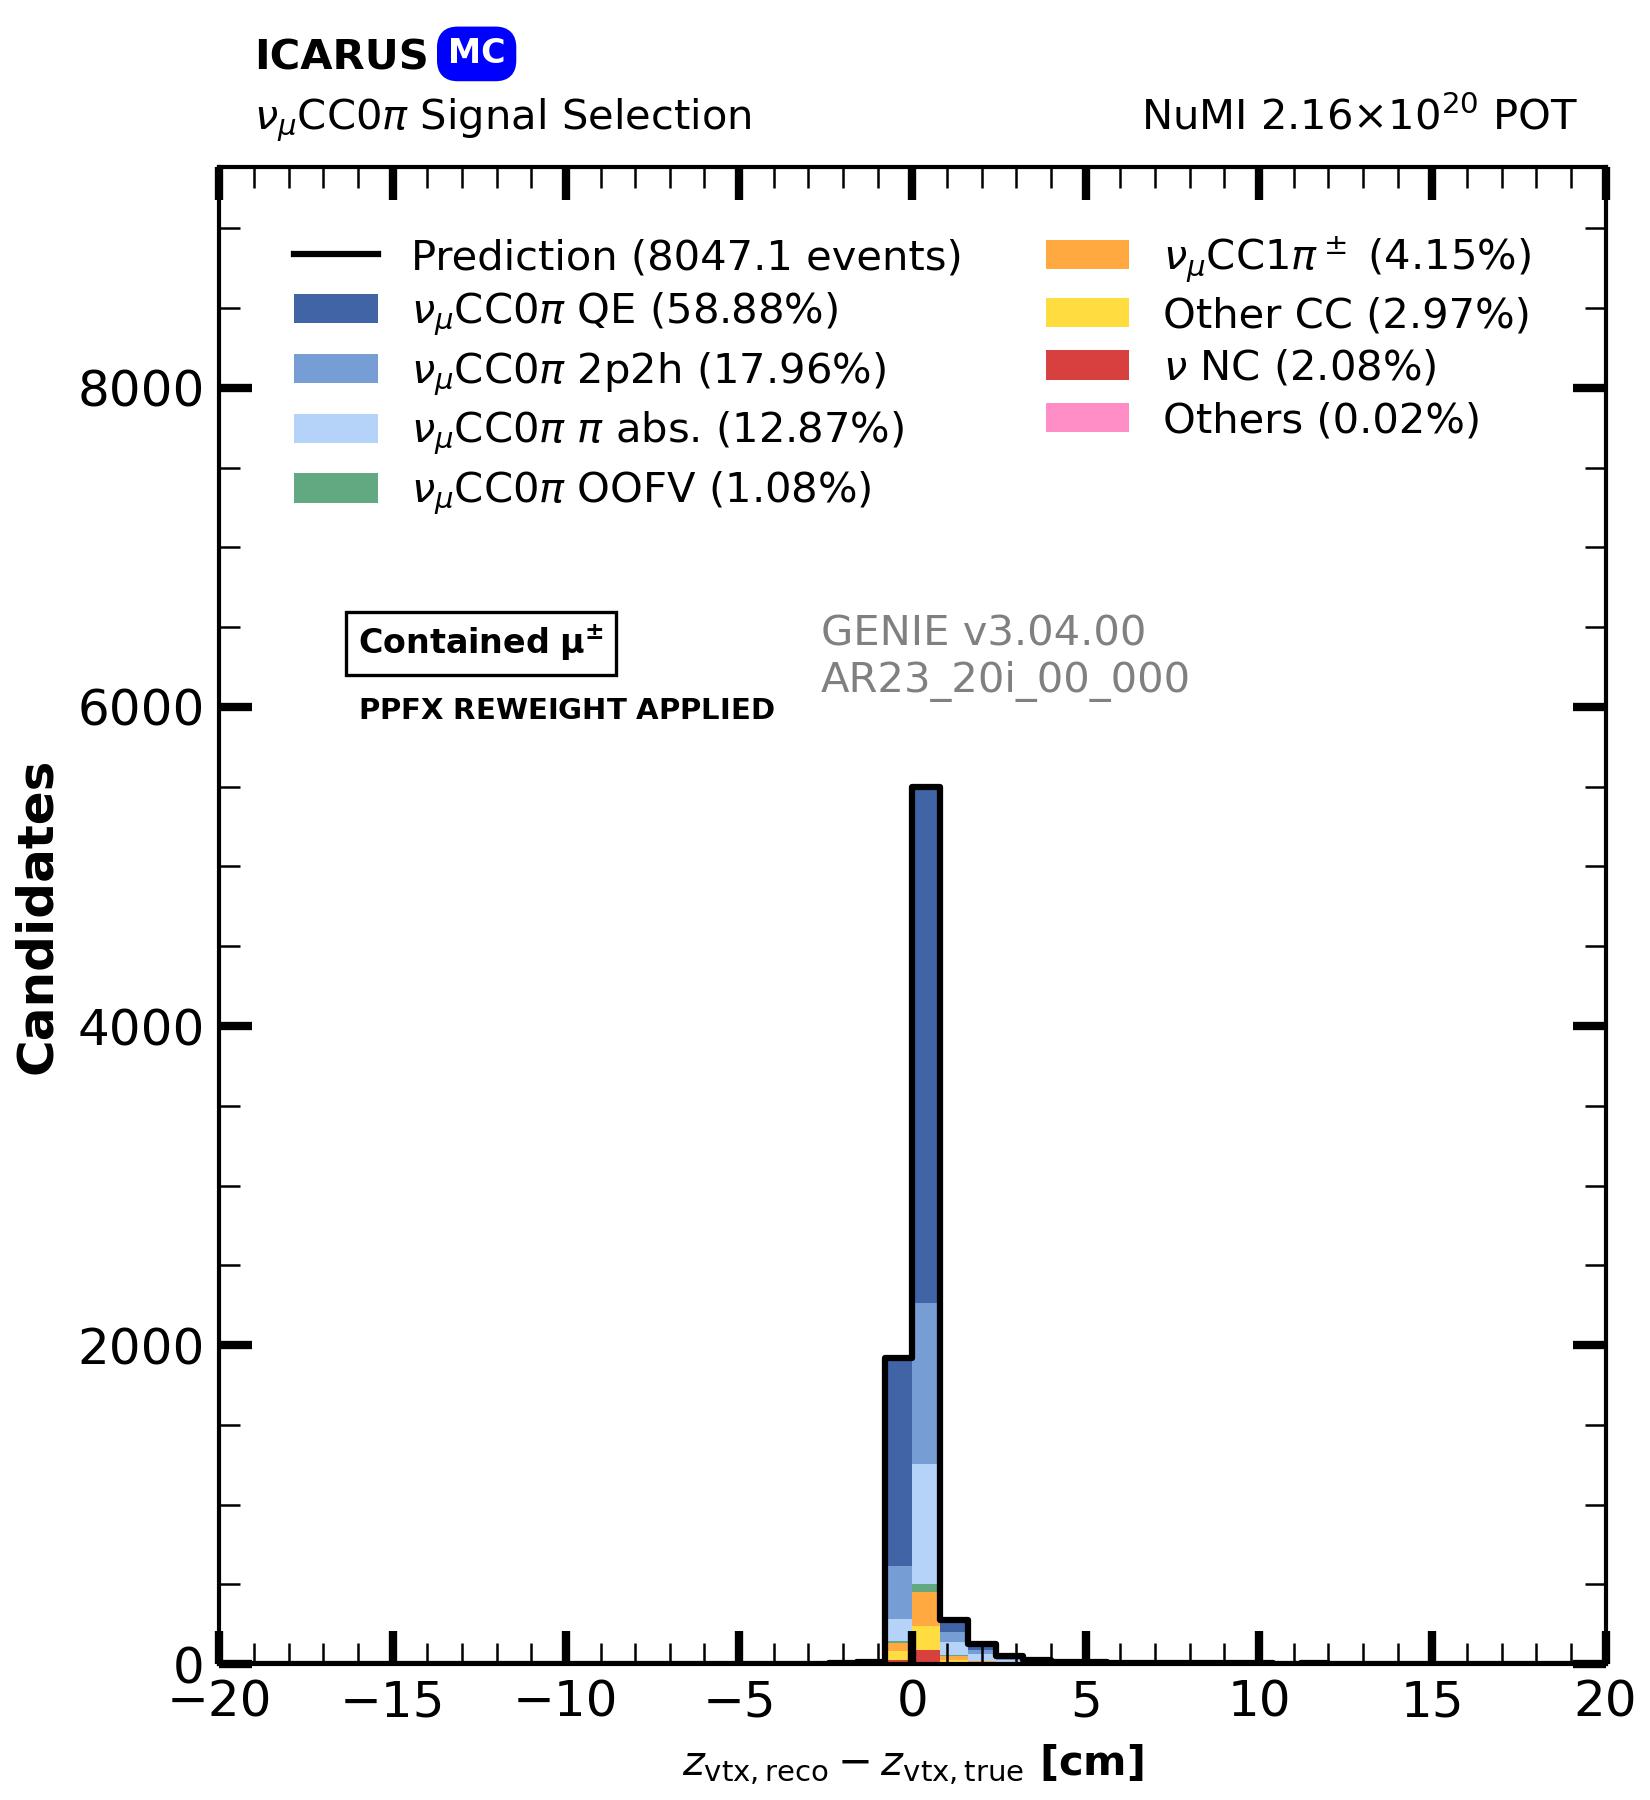 ICARUS MC
νμCC0π Signal Selection
NuMI 2.16×10²⁰ POT
Prediction (8047.1 events)
νμCC0π QE (58.88%)
νμCC0π 2p2h (17.96%)
νμCC0π π abs. (12.87%)
νμCC0π OOFV (1.08%)
νμCC1π± (4.15%)
Other CC (2.97%)
ν NC (2.08%)
Others (0.02%)
Contained μ±
PPFX REWEIGHT APPLIED
GENIE v3.04.00
AR23_20i_00_000
Candidates
8000
6000
4000
2000
0
−20 −15 −10 −5 0 5 10 15 20
zvtx, reco − zvtx, true [cm]